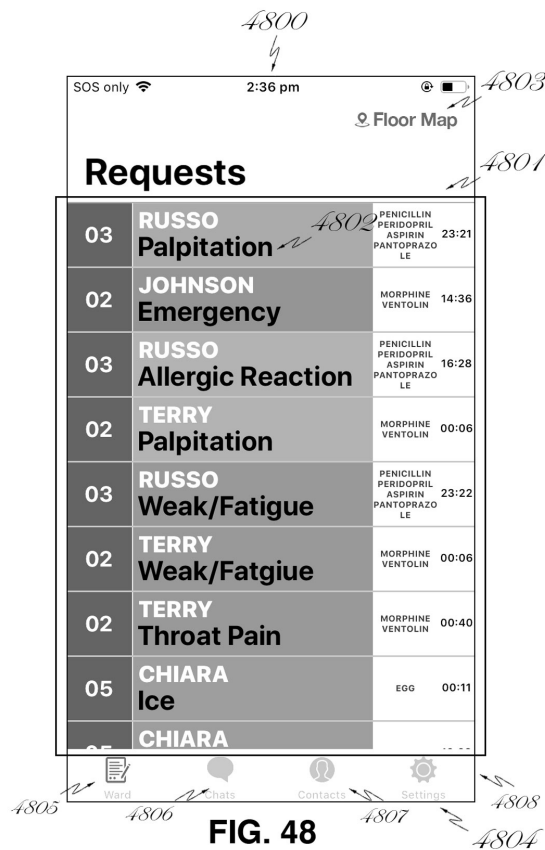 4800
SOS only 2:36 pm
4803
Floor Map
Requests
4801
03 RUSSO Palpitation 4802 PENICILLIN PERIDOPRIL ASPIRIN PANTOPRAZO LE 23:21
02 JOHNSON Emergency MORPHINE VENTOLIN 14:36
03 RUSSO Allergic Reaction PENICILLIN PERIDOPRIL ASPIRIN PANTOPRAZO LE 16:28
02 TERRY Palpitation MORPHINE VENTOLIN 00:06
03 RUSSO Weak/Fatigue PENICILLIN PERIDOPRIL ASPIRIN PANTOPRAZO LE 23:22
02 TERRY Weak/Fatgiue MORPHINE VENTOLIN 00:06
02 TERRY Throat Pain MORPHINE VENTOLIN 00:40
05 CHIARA Ice EGG 00:11
05 CHIARA
Ward Chats Contacts Settings
4805 4806 4807 4808
FIG. 48
4804